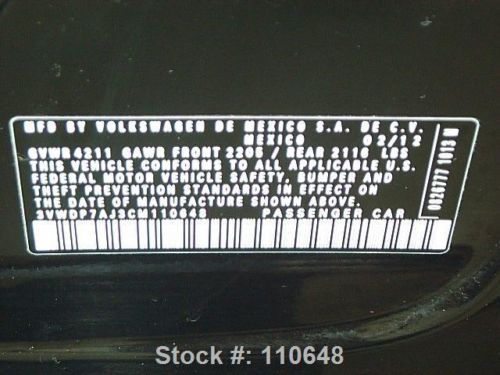 MFD BY VOLKSWAGEN DE MEXICO S.A. DE C.V.
MEXICO 02/12
GVWR 4211 GAWR FRONT / REAR 2116 LBS
THIS VEHICLE CONFORMS TO ALL APPLICABLE U.S.
FEDERAL MOTOR VEHICLE SAFETY, BUMPER AND
THEFT PREVENTION STANDARDS IN EFFECT ON
THE DATE OF MANUFACTURE SHOWN ABOVE.
3VWDP7AJ3CM110648 PASSENGER CAR
Stock #: 110648